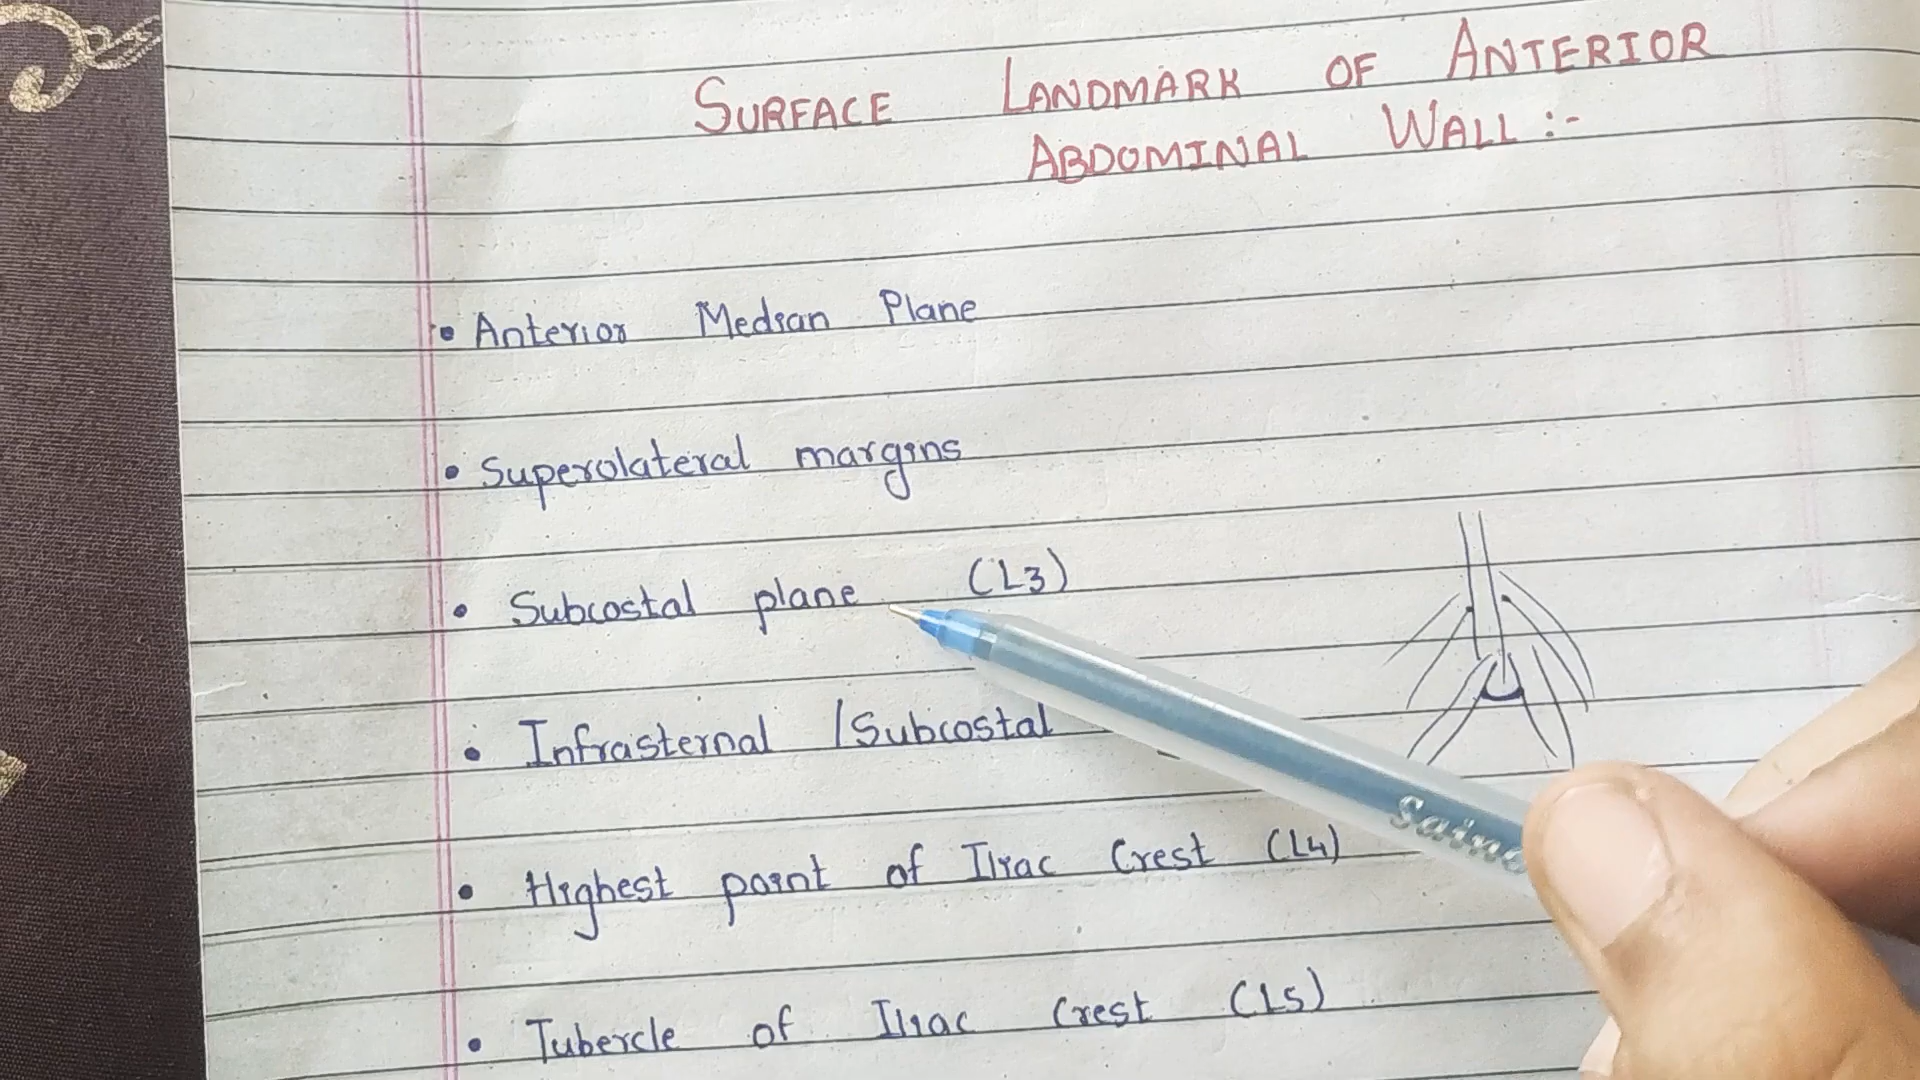 SURFACE LANDMARK OF ANTERIOR
ABDOMINAL WALL :-
• Anterior Median Plane
• Superolateral margins
• Subcostal plane (L3)
• Infrasternal /Subcostal
• Highest point of Iliac Crest (L4)
• Tubercle of Iliac Crest (L5)